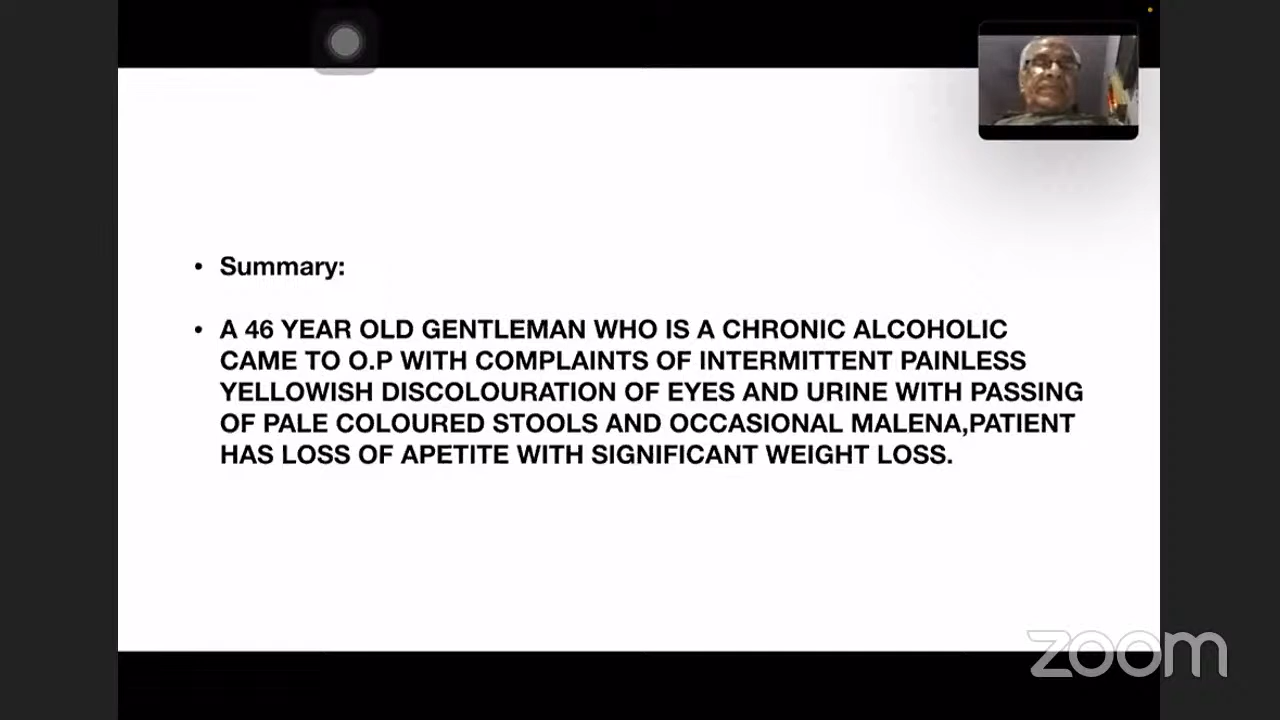 • Summary:
• A 46 YEAR OLD GENTLEMAN WHO IS A CHRONIC ALCOHOLIC
CAME TO O.P WITH COMPLAINTS OF INTERMITTENT PAINLESS
YELLOWISH DISCOLOURATION OF EYES AND URINE WITH PASSING
OF PALE COLOURED STOOLS AND OCCASIONAL MALENA,PATIENT
HAS LOSS OF APETITE WITH SIGNIFICANT WEIGHT LOSS.
zoom